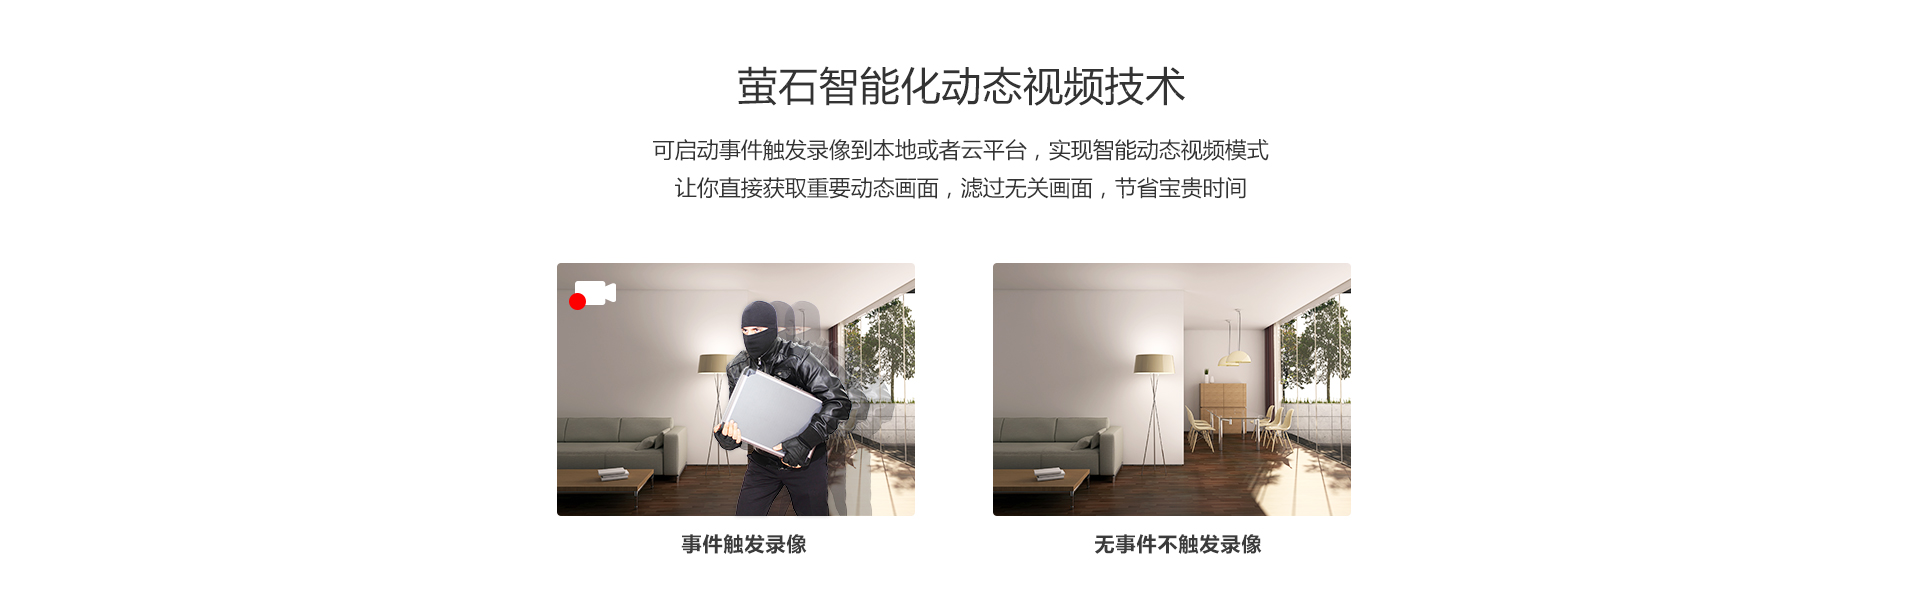 萤石智能化动态视频技术
可启动事件触发录像到本地或者云平台，实现智能动态视频模式
让你直接获取重要动态画面，滤过无关画面，节省宝贵时间
事件触发录像
无事件不触发录像